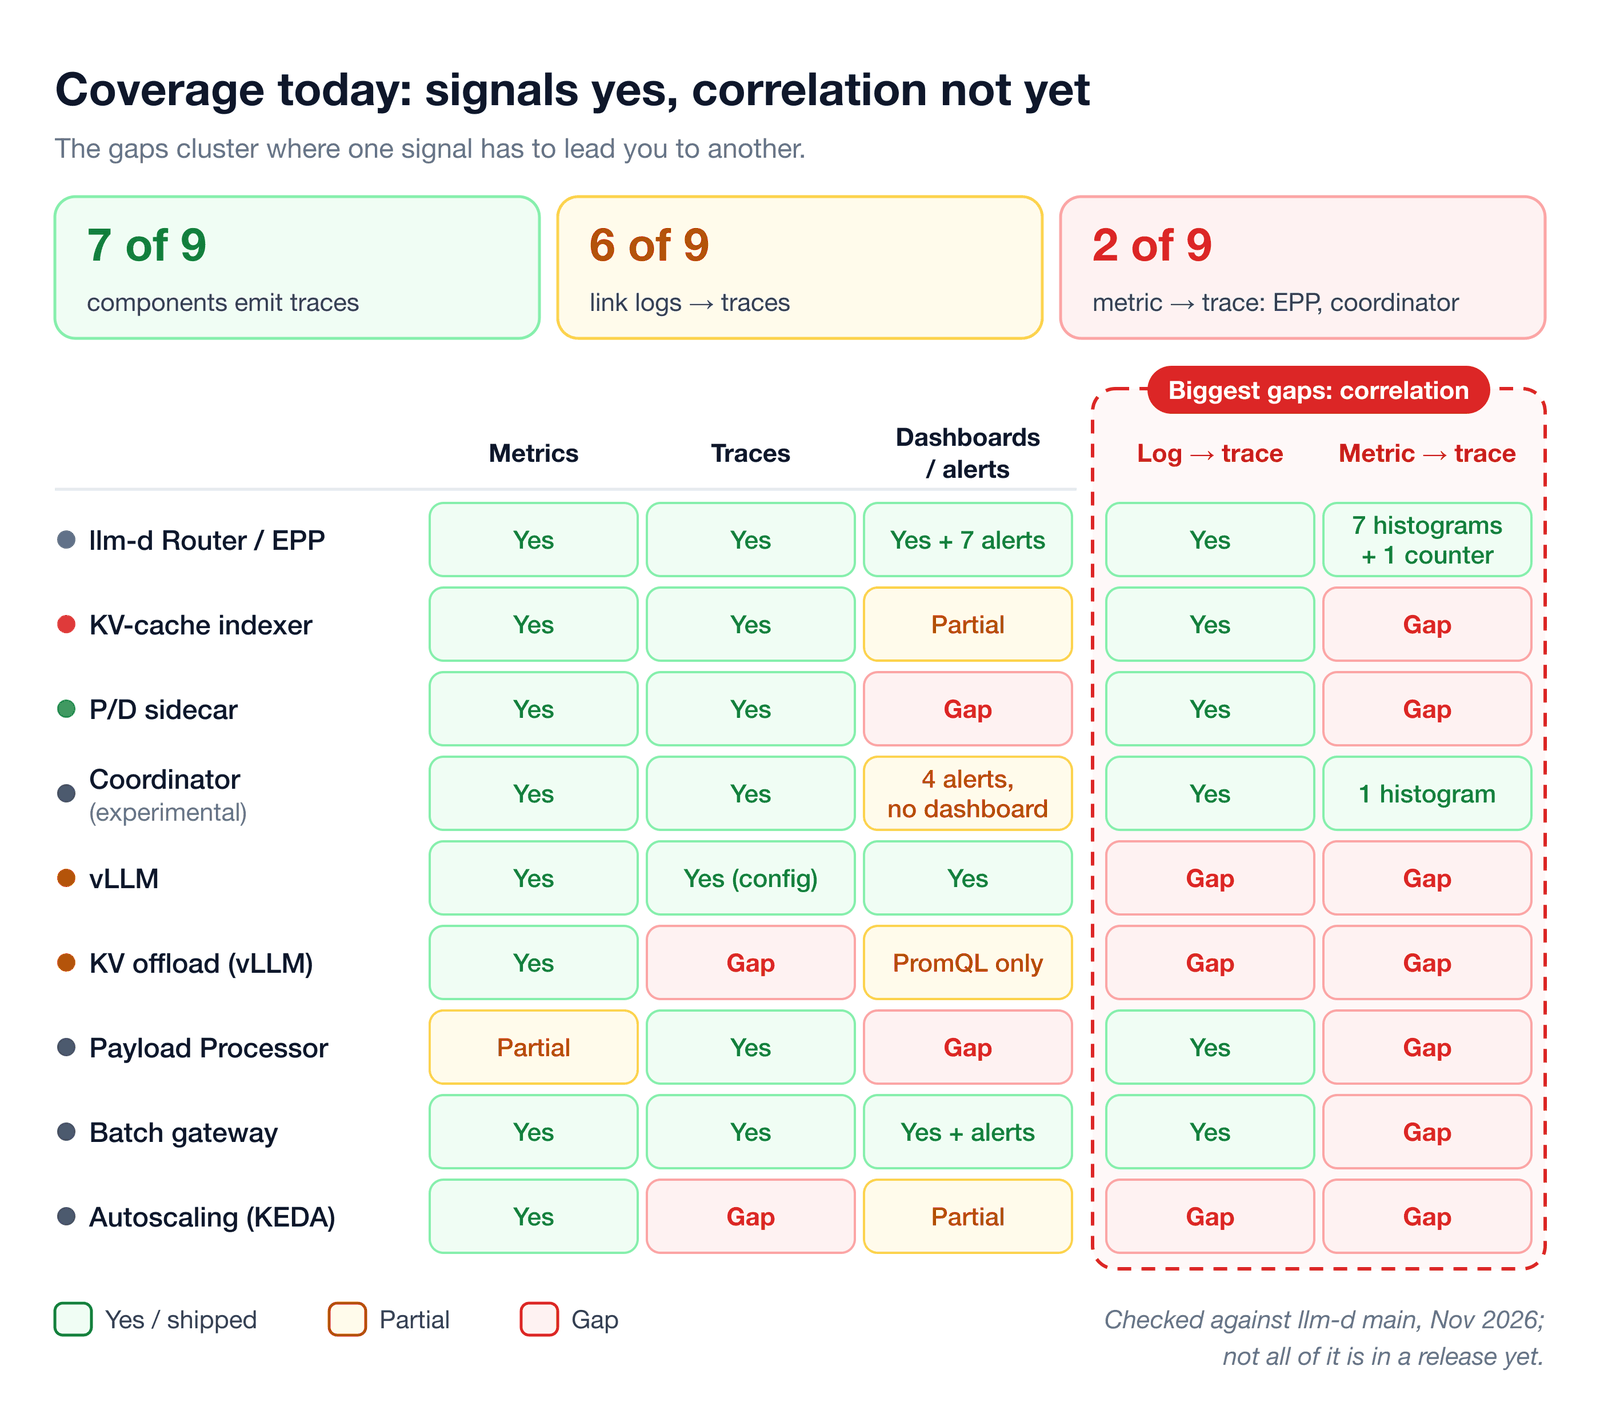 Coverage today: signals yes, correlation not yet
The gaps cluster where one signal has to lead you to another.
7 of 9
components emit traces
6 of 9
link logs → traces
2 of 9
metric → trace: EPP, coordinator
Biggest gaps: correlation
Metrics
Traces
Dashboards
/ alerts
Log → trace
Metric → trace
llm-d Router / EPP
Yes
Yes
Yes + 7 alerts
Yes
7 histograms
+ 1 counter
KV-cache indexer
Yes
Yes
Partial
Yes
Gap
P/D sidecar
Yes
Yes
Gap
Yes
Gap
Coordinator
(experimental)
Yes
Yes
4 alerts,
no dashboard
Yes
1 histogram
vLLM
Yes
Yes (config)
Yes
Gap
Gap
KV offload (vLLM)
Yes
Gap
PromQL only
Gap
Gap
Payload Processor
Partial
Yes
Gap
Yes
Gap
Batch gateway
Yes
Yes
Yes + alerts
Yes
Gap
Autoscaling (KEDA)
Yes
Gap
Partial
Gap
Gap
Yes / shipped
Partial
Gap
Checked against llm-d main, Nov 2026;
not all of it is in a release yet.